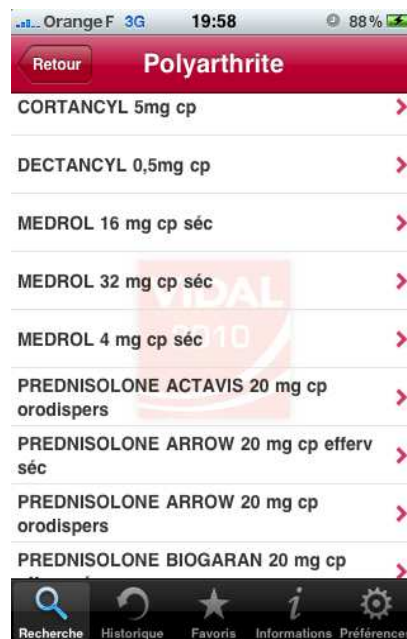 Orange F 3G 19:58 88%
Retour Polyarthrite
CORTANCYL 5mg cp
DECTANCYL 0,5mg cp
MEDROL 16 mg cp séc
MEDROL 32 mg cp séc
VIDAL
2010
MEDROL 4 mg cp séc
PREDNISOLONE ACTAVIS 20 mg cp
orodispers
PREDNISOLONE ARROW 20 mg cp efferv
séc
PREDNISOLONE ARROW 20 mg cp
orodispers
PREDNISOLONE BIOGARAN 20 mg cp
Recherche Historique Favoris Informations Préférence